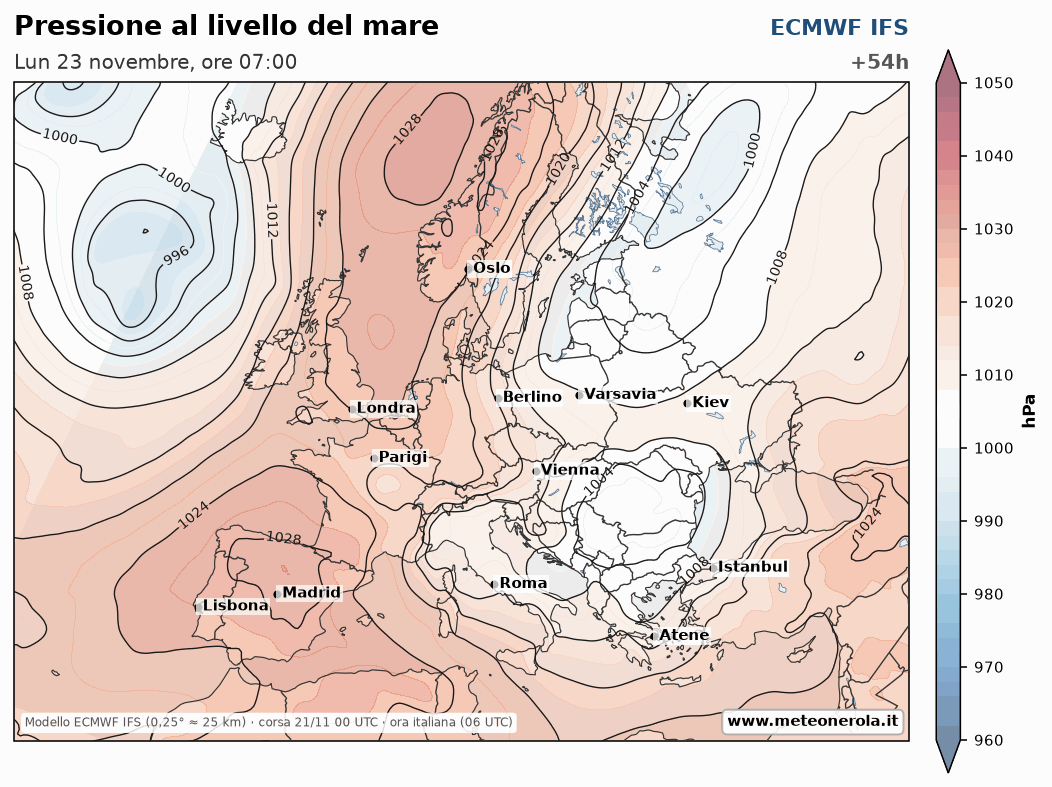 Pressione al livello del mare
ECMWF IFS
Lun 23 novembre, ore 07:00
+54h
1050
1040
1030
1020
1010
1000
990
980
970
960
hPa
1000
1028
1028
1020
1012
1000
1000
1004
1012
996
1008
1008
1024
Oslo
Londra
Berlino
Varsavia
Kiev
Parigi
Vienna
1004
1024
1024
1028
1008
Istanbul
Roma
Madrid
Lisbona
Atene
Modello ECMWF IFS (0,25° ≈ 25 km) · corsa 21/11 00 UTC · ora italiana (06 UTC)
www.meteonerola.it